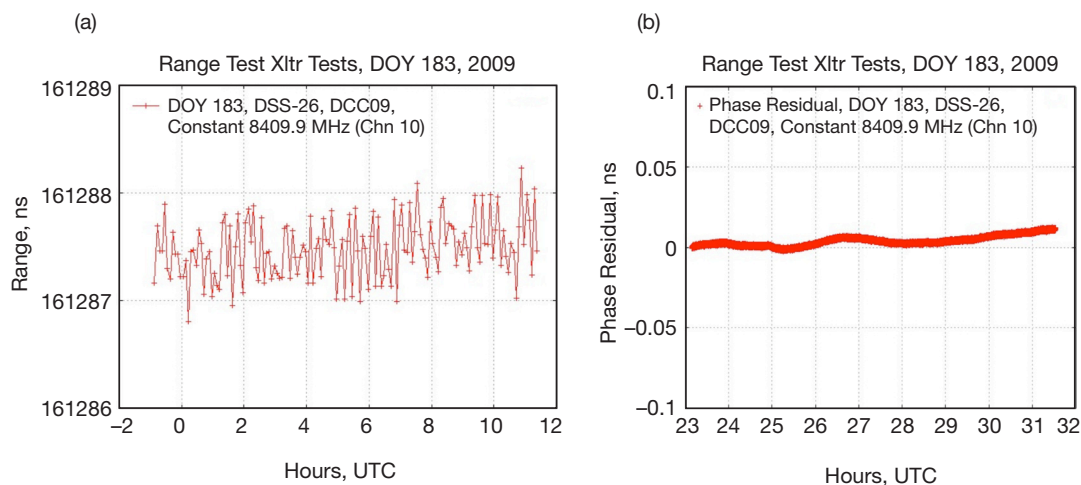 (a)
Range Test Xltr Tests, DOY 183, 2009
161289
161288
161287
161286
Range, ns
DOY 183, DSS-26, DCC09,
Constant 8409.9 MHz (Chn 10)
−2 0 2 4 6 8 10 12
Hours, UTC
(b)
Range Test Xltr Tests, DOY 183, 2009
0.1
0.05
0
−0.05
−0.1
Phase Residual, ns
Phase Residual, DOY 183, DSS-26,
DCC09, Constant 8409.9 MHz (Chn 10)
23 24 25 26 27 28 29 30 31 32
Hours, UTC